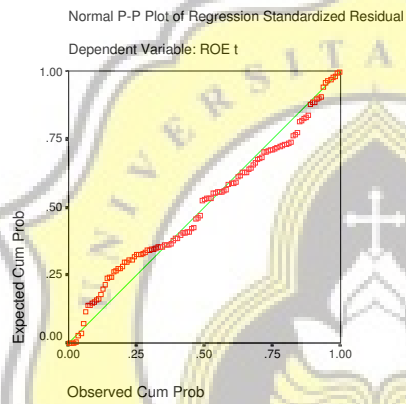 Normal P-P Plot of Regression Standardized Residual
Dependent Variable: ROE t
Expected Cum Prob
1.00
.75
.50
.25
0.00
0.00 .25 .50 .75 1.00
Observed Cum Prob
UNIVERSITA